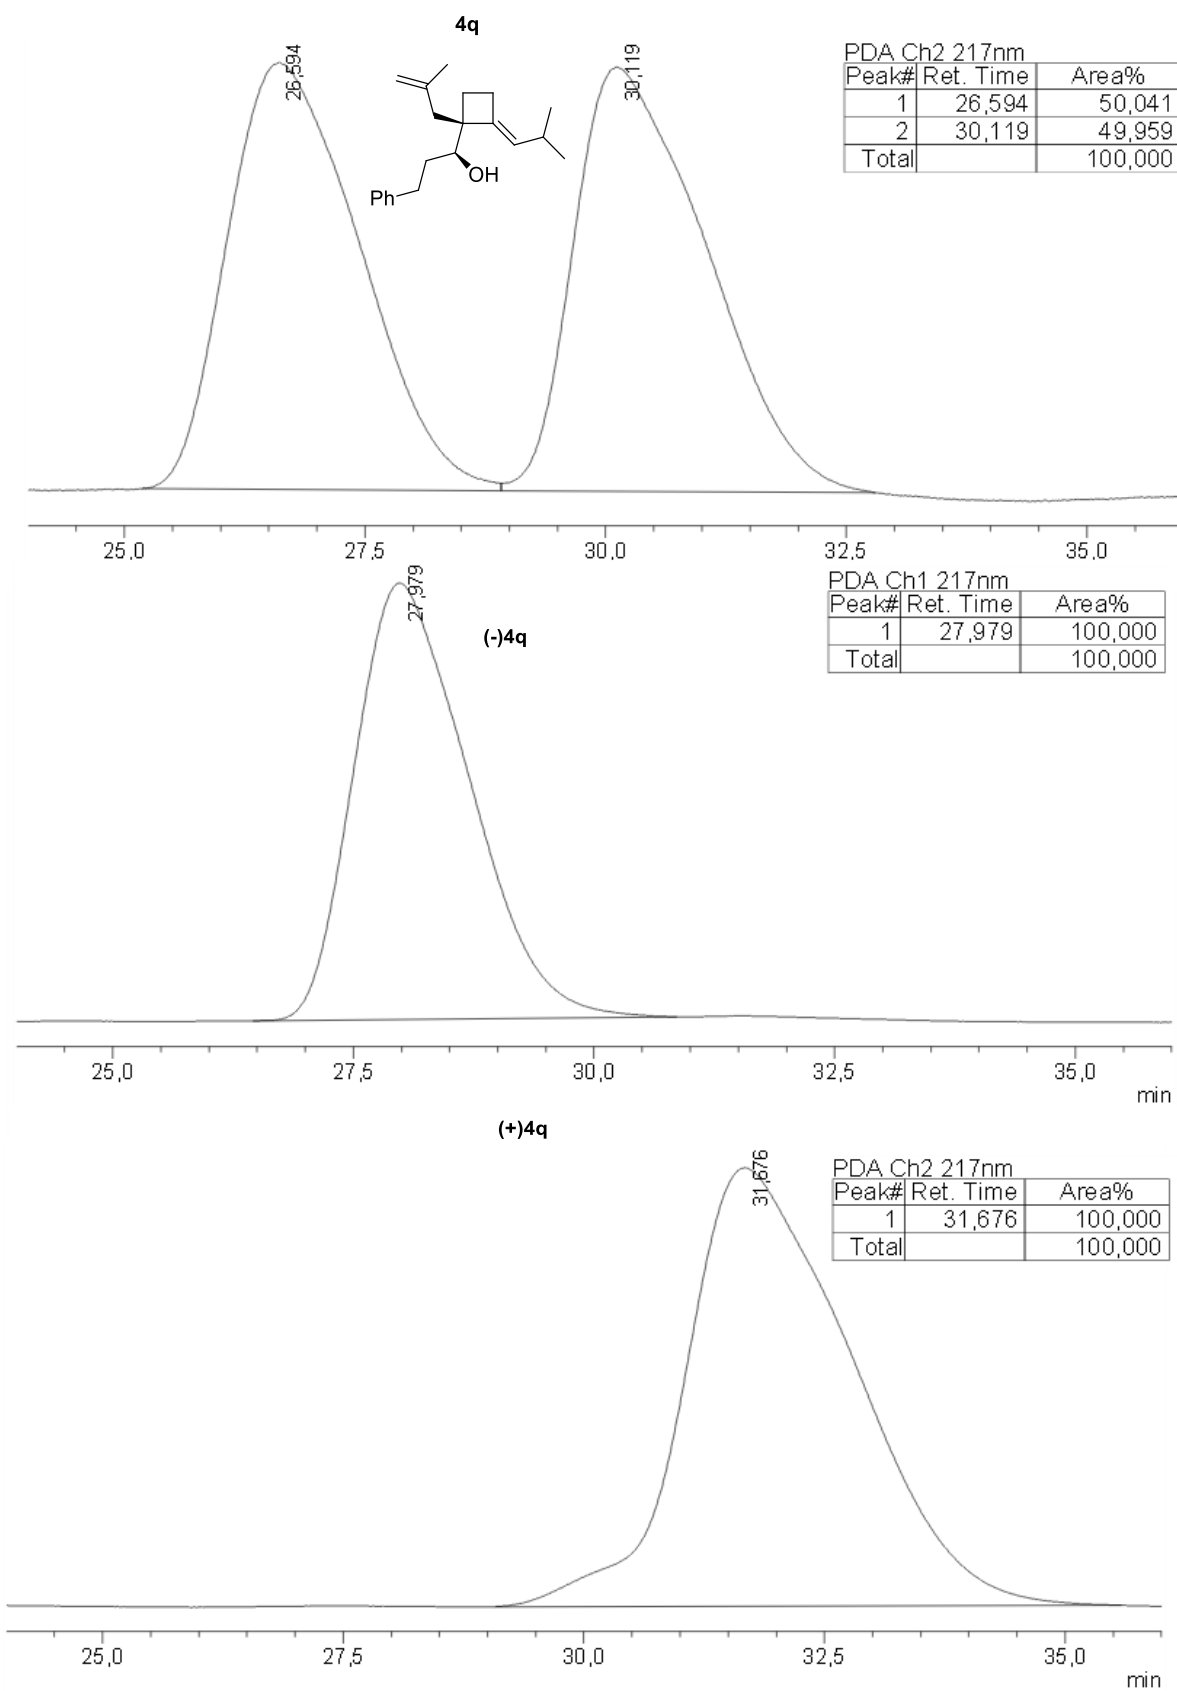 4q
26,594
30,119
OH
Ph
PDA Ch2 217nm
Peak# Ret. Time Area%
1 26,594 50,041
2 30,119 49,959
Total 100,000
25,0 27,5 30,0 32,5 35,0
27,979
(-)4q
PDA Ch1 217nm
Peak# Ret. Time Area%
1 27,979 100,000
Total 100,000
25,0 27,5 30,0 32,5 35,0
min
(+)4q
31,676
PDA Ch2 217nm
Peak# Ret. Time Area%
1 31,676 100,000
Total 100,000
25,0 27,5 30,0 32,5 35,0
min